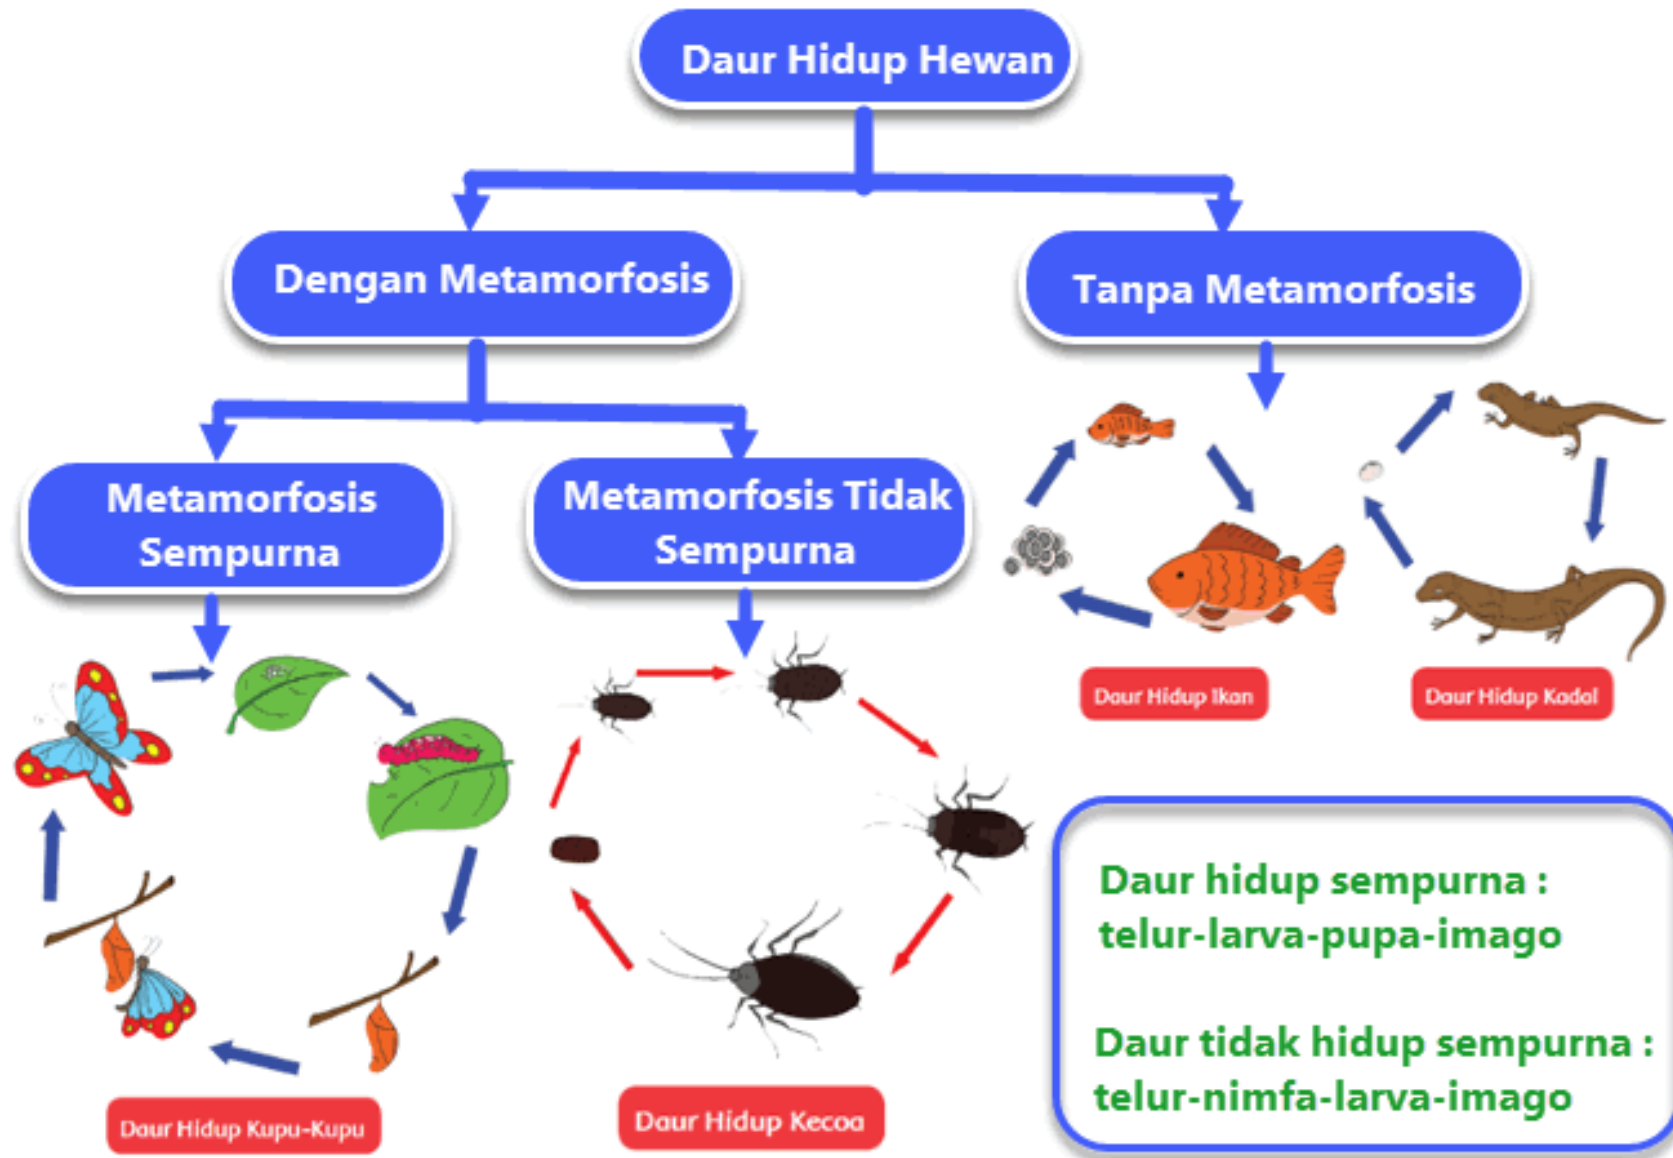 Daur Hidup Hewan
Dengan Metamorfosis
Tanpa Metamorfosis
Metamorfosis
Sempurna
Metamorfosis Tidak
Sempurna
Daur Hidup Ikan
Daur Hidup Kadal
Daur hidup sempurna :
telur-larva-pupa-imago
Daur tidak hidup sempurna :
telur-nimfa-larva-imago
Daur Hidup Kupu-Kupu
Daur Hidup Kecoa